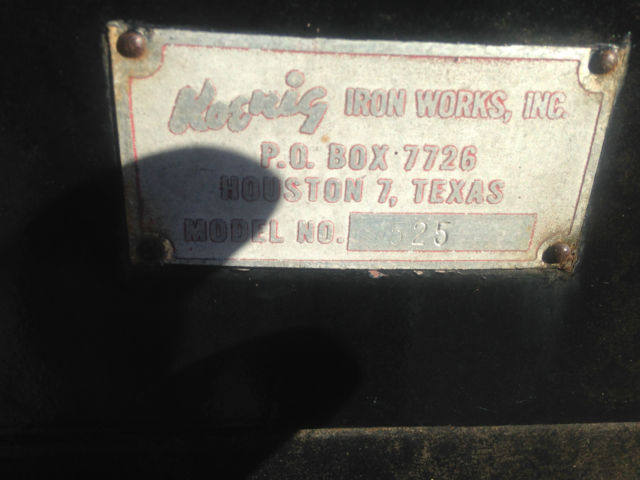 Koenig IRON WORKS, INC.
P.O. BOX 7726
HOUSTON 7, TEXAS
MODEL NO. 525